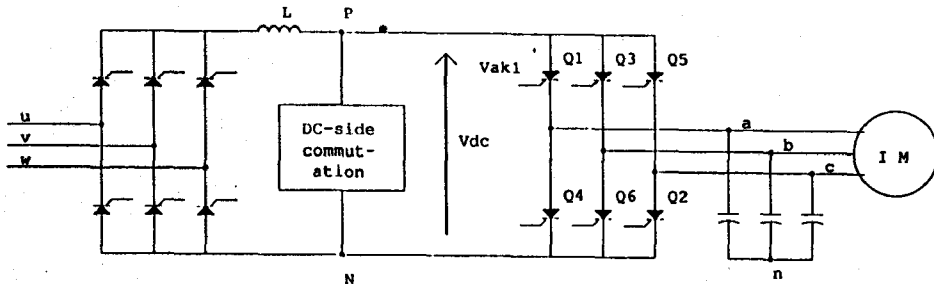 L
P
Vak1
Q1
Q3
Q5
u
v
w
DC-side
commut-
ation
Vdc
a
b
c
I M
Q4
Q6
Q2
n
N